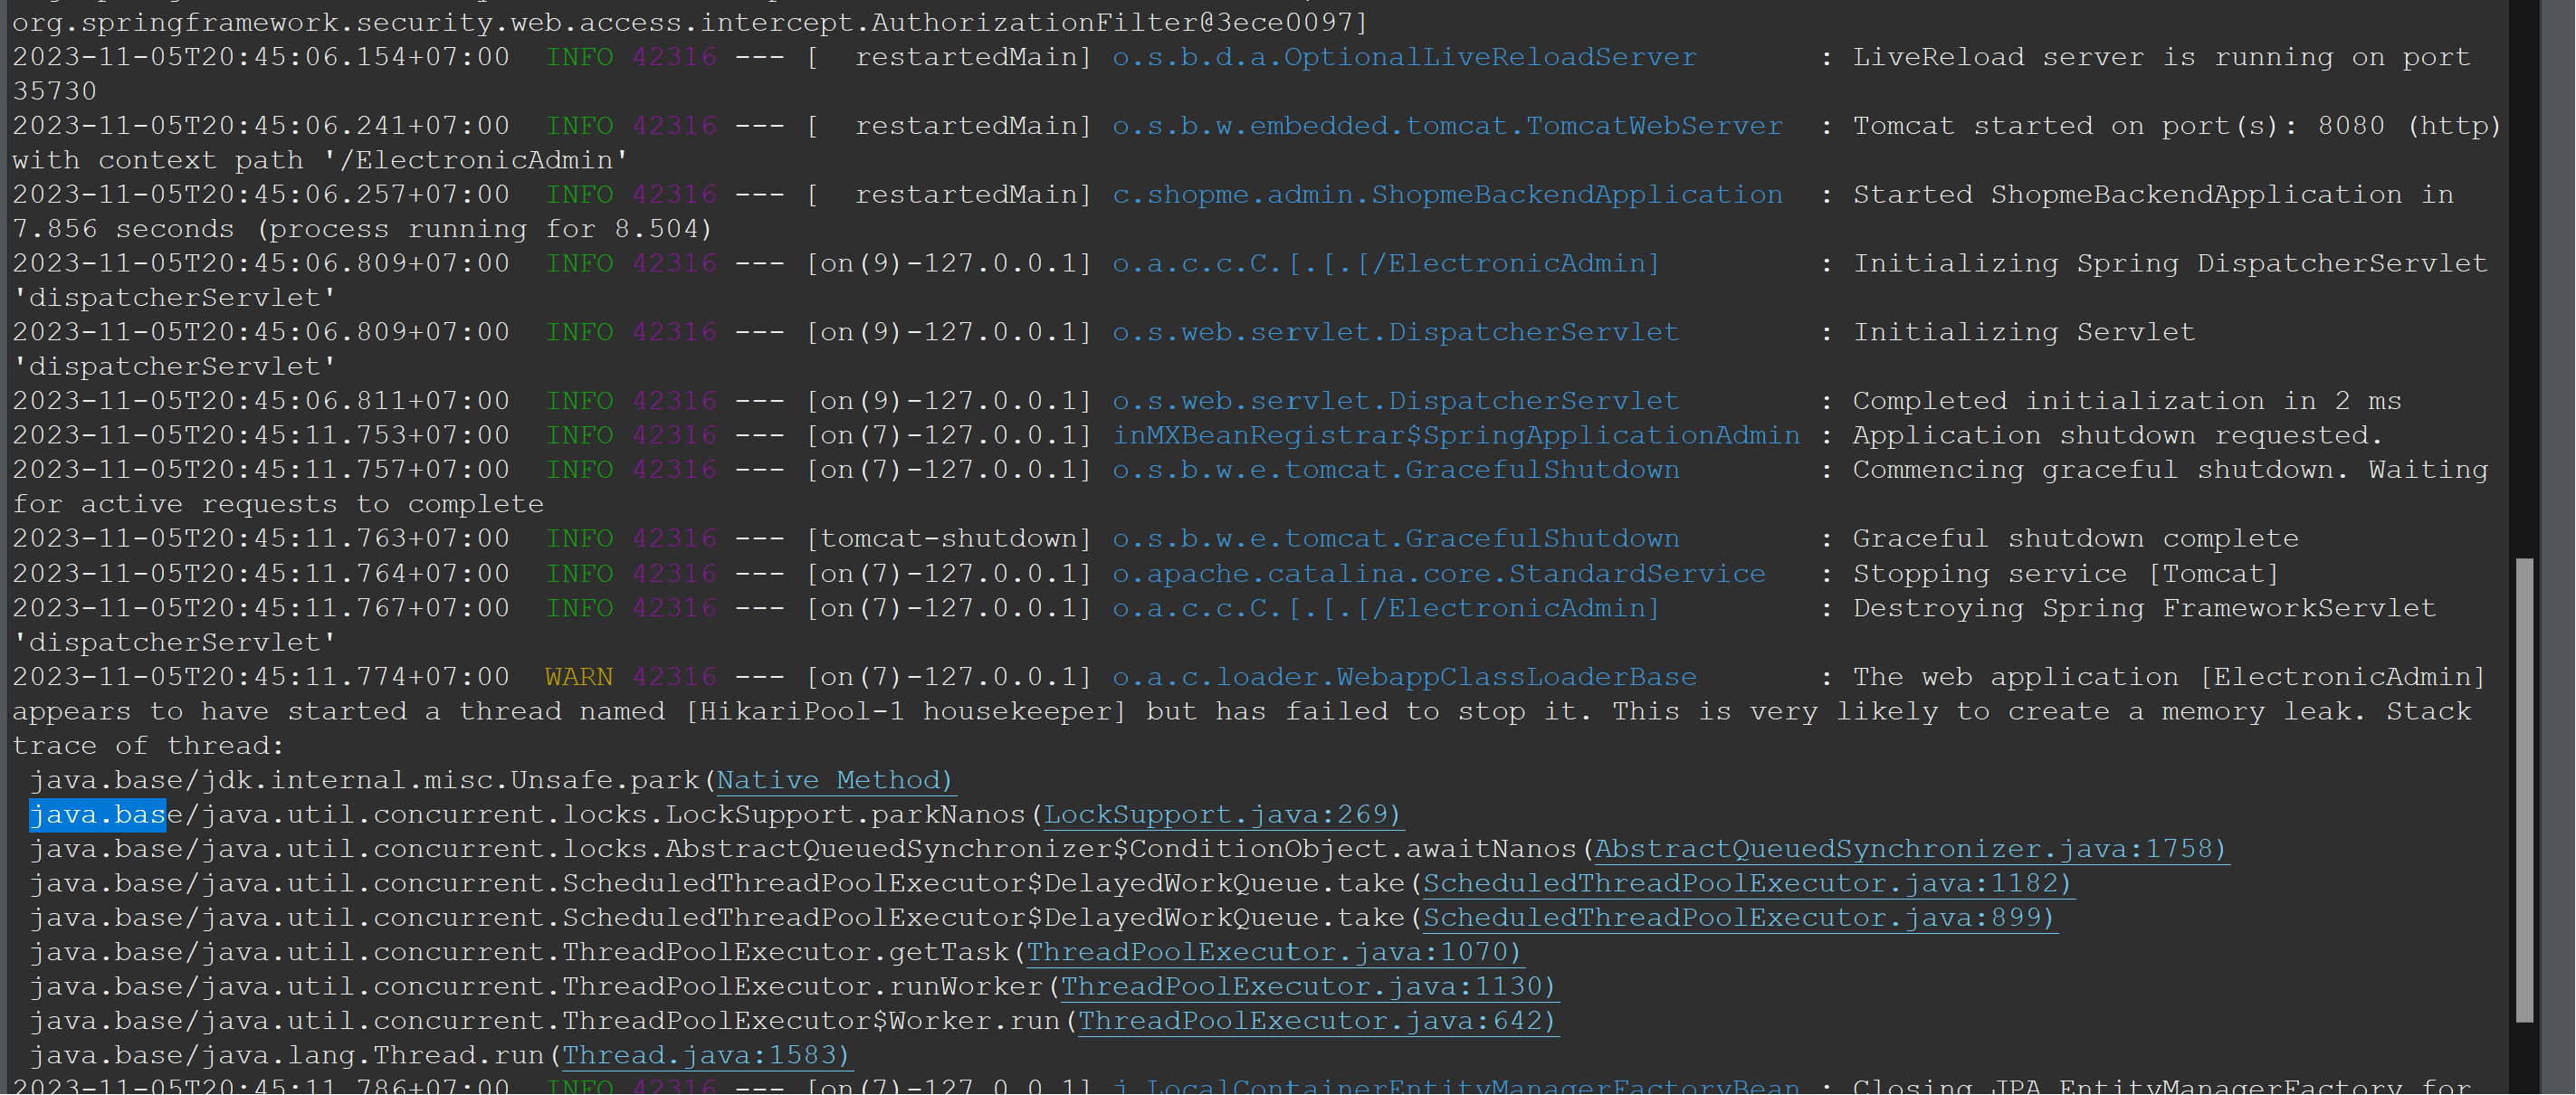 org.springframework.security.web.access.intercept.AuthorizationFilter@3ece0097]
2023-11-05T20:45:06.154+07:00  INFO 42316 --- [  restartedMain] o.s.b.d.a.OptionalLiveReloadServer       : LiveReload server is running on port
35730
2023-11-05T20:45:06.241+07:00  INFO 42316 --- [  restartedMain] o.s.b.w.embedded.tomcat.TomcatWebServer  : Tomcat started on port(s): 8080 (http)
with context path '/ElectronicAdmin'
2023-11-05T20:45:06.257+07:00  INFO 42316 --- [  restartedMain] c.shopme.admin.ShopmeBackendApplication  : Started ShopmeBackendApplication in
7.856 seconds (process running for 8.504)
2023-11-05T20:45:06.809+07:00  INFO 42316 --- [on(9)-127.0.0.1] o.a.c.c.C.[.[.[/ElectronicAdmin]         : Initializing Spring DispatcherServlet
'dispatcherServlet'
2023-11-05T20:45:06.809+07:00  INFO 42316 --- [on(9)-127.0.0.1] o.s.web.servlet.DispatcherServlet        : Initializing Servlet
'dispatcherServlet'
2023-11-05T20:45:06.811+07:00  INFO 42316 --- [on(9)-127.0.0.1] o.s.web.servlet.DispatcherServlet        : Completed initialization in 2 ms
2023-11-05T20:45:11.753+07:00  INFO 42316 --- [on(7)-127.0.0.1] inMXBeanRegistrar$SpringApplicationAdmin : Application shutdown requested.
2023-11-05T20:45:11.757+07:00  INFO 42316 --- [on(7)-127.0.0.1] o.s.b.w.e.tomcat.GracefulShutdown        : Commencing graceful shutdown. Waiting
for active requests to complete
2023-11-05T20:45:11.763+07:00  INFO 42316 --- [tomcat-shutdown] o.s.b.w.e.tomcat.GracefulShutdown        : Graceful shutdown complete
2023-11-05T20:45:11.764+07:00  INFO 42316 --- [on(7)-127.0.0.1] o.apache.catalina.core.StandardService   : Stopping service [Tomcat]
2023-11-05T20:45:11.767+07:00  INFO 42316 --- [on(7)-127.0.0.1] o.a.c.c.C.[.[.[/ElectronicAdmin]         : Destroying Spring FrameworkServlet
'dispatcherServlet'
2023-11-05T20:45:11.774+07:00  WARN 42316 --- [on(7)-127.0.0.1] o.a.c.loader.WebappClassLoaderBase       : The web application [ElectronicAdmin]
appears to have started a thread named [HikariPool-1 housekeeper] but has failed to stop it. This is very likely to create a memory leak. Stack
trace of thread:
 java.base/jdk.internal.misc.Unsafe.park(Native Method)
 java.base/java.util.concurrent.locks.LockSupport.parkNanos(LockSupport.java:269)
 java.base/java.util.concurrent.locks.AbstractQueuedSynchronizer$ConditionObject.awaitNanos(AbstractQueuedSynchronizer.java:1758)
 java.base/java.util.concurrent.ScheduledThreadPoolExecutor$DelayedWorkQueue.take(ScheduledThreadPoolExecutor.java:1182)
 java.base/java.util.concurrent.ScheduledThreadPoolExecutor$DelayedWorkQueue.take(ScheduledThreadPoolExecutor.java:899)
 java.base/java.util.concurrent.ThreadPoolExecutor.getTask(ThreadPoolExecutor.java:1070)
 java.base/java.util.concurrent.ThreadPoolExecutor.runWorker(ThreadPoolExecutor.java:1130)
 java.base/java.util.concurrent.ThreadPoolExecutor$Worker.run(ThreadPoolExecutor.java:642)
 java.base/java.lang.Thread.run(Thread.java:1583)
2023-11-05T20:45:11.786+07:00  INFO 42316 --- [on(7)-127.0.0.1] j.LocalContainerEntityManagerFactoryBean : Closing JPA EntityManagerFactory for